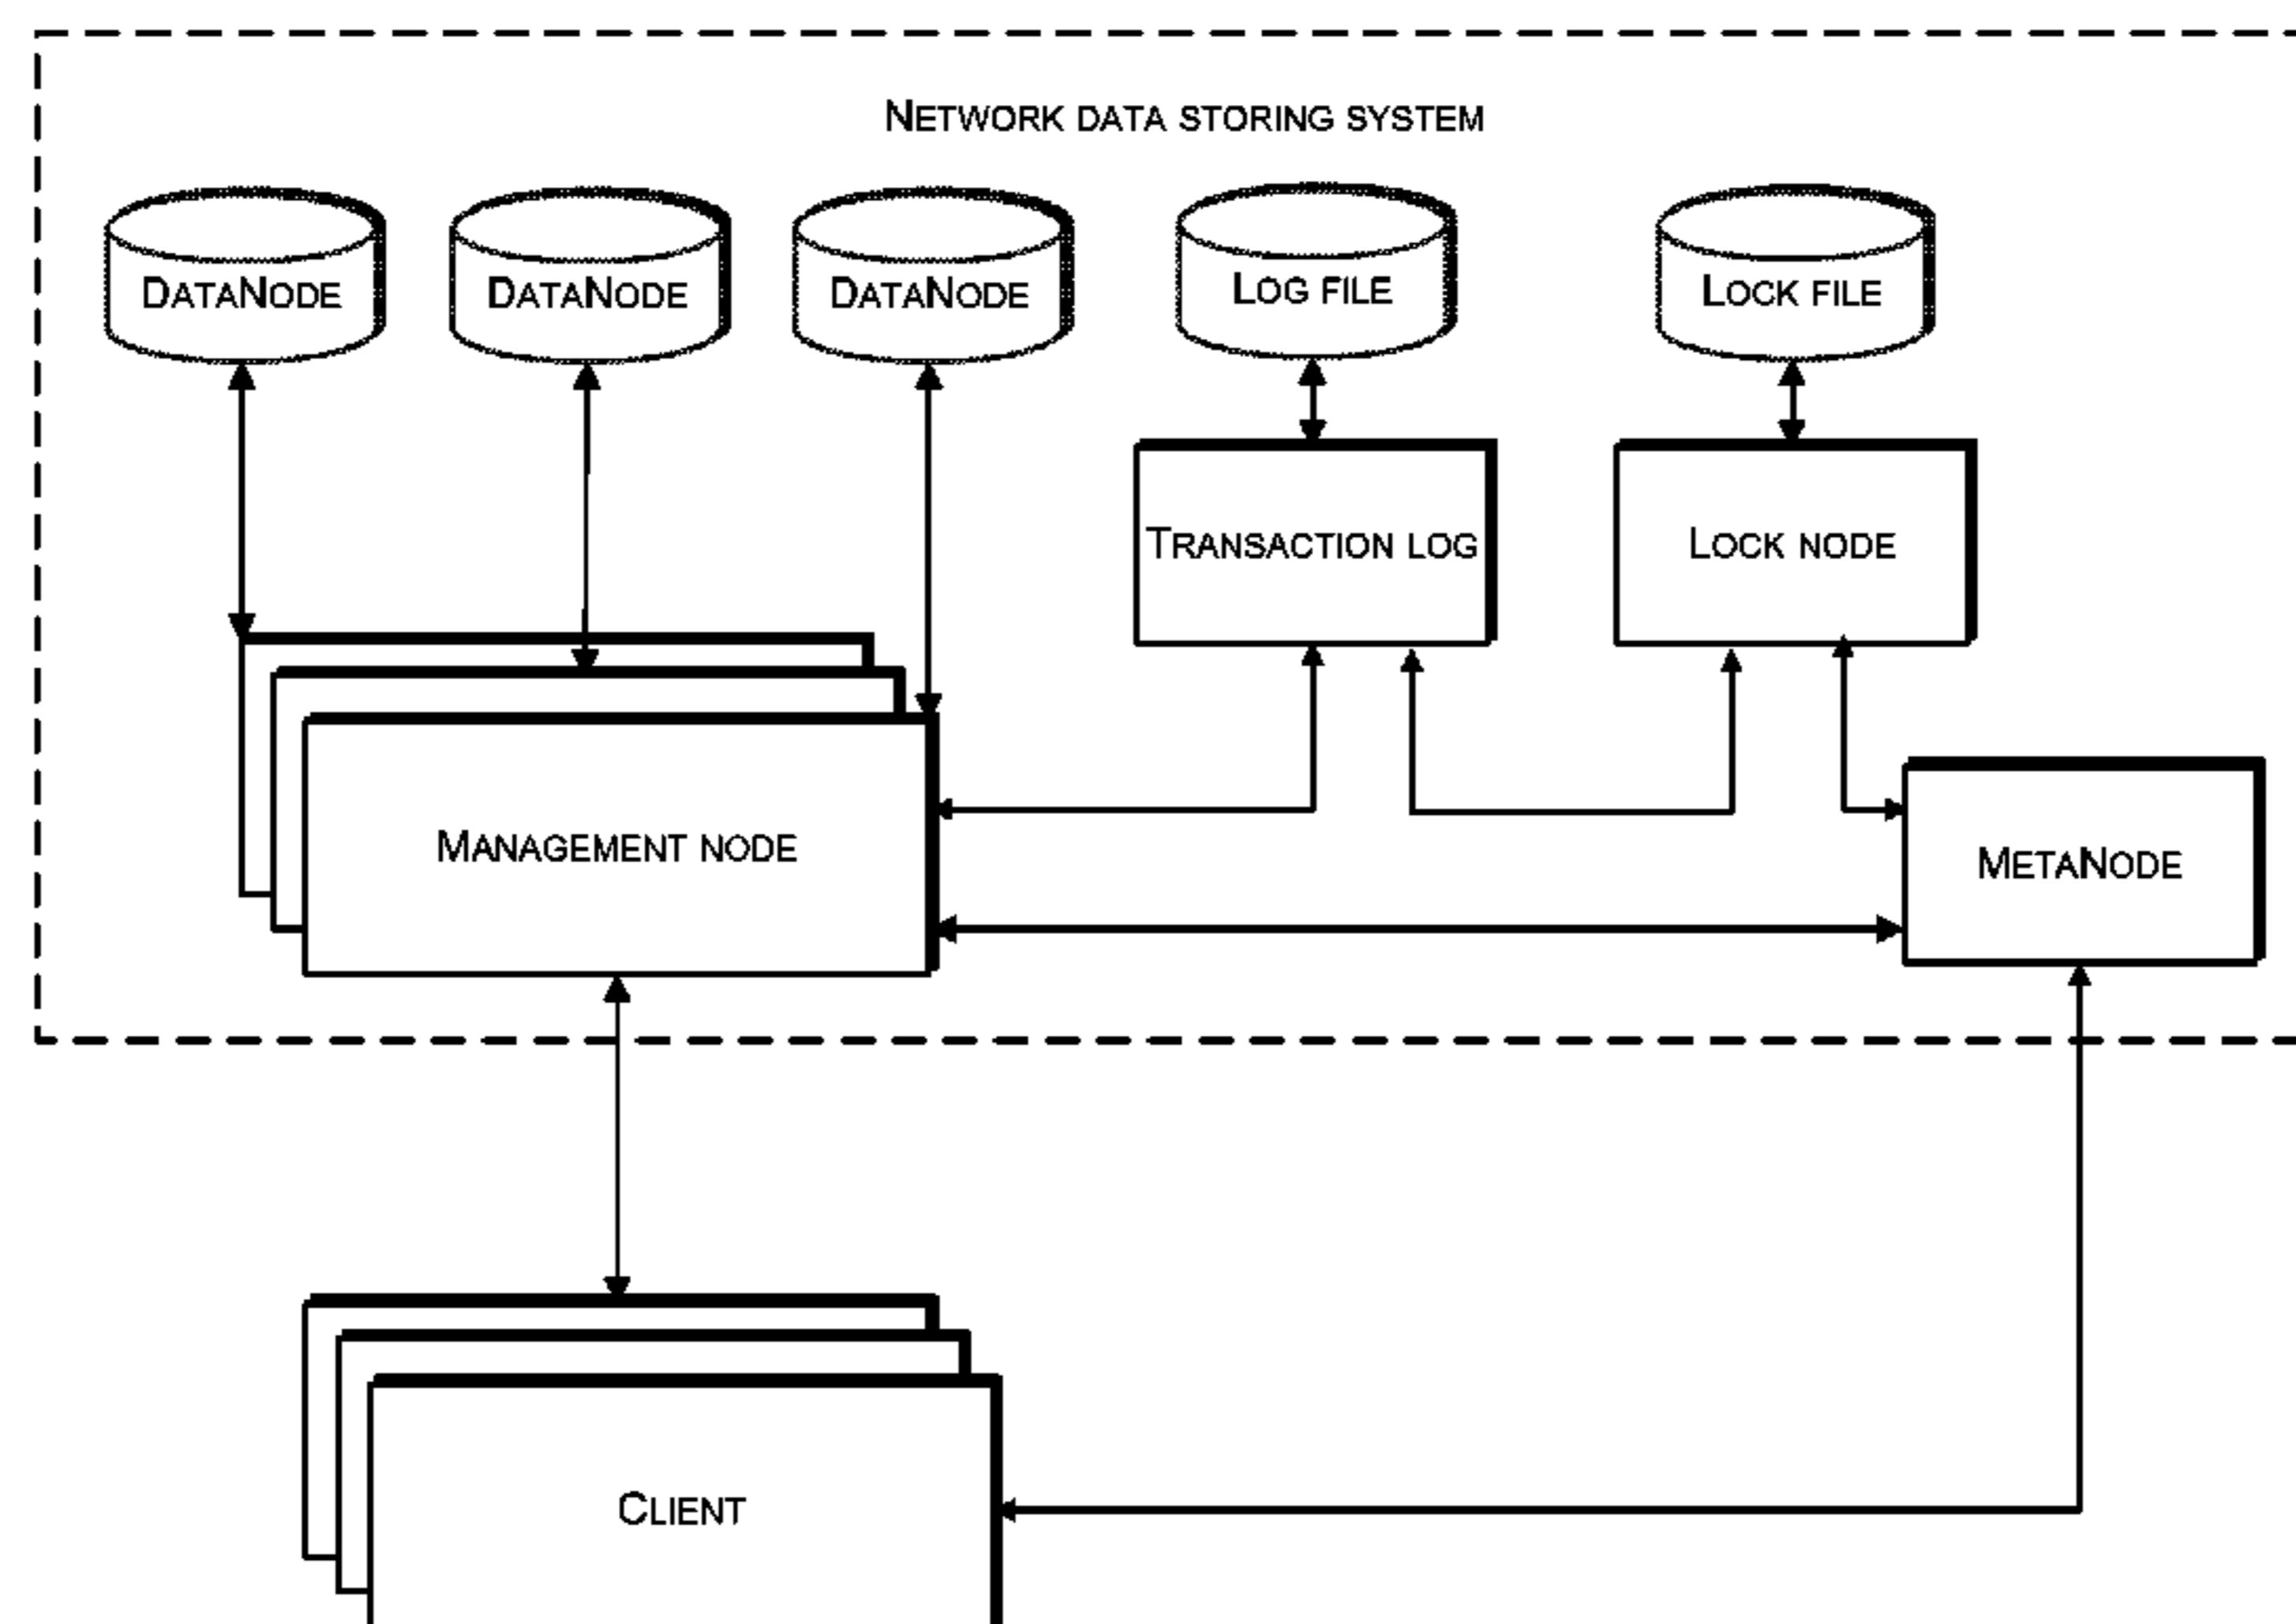 NETWORK DATA STORING SYSTEM
DATANODE
DATANODE
DATANODE
LOG FILE
LOCK FILE
TRANSACTION LOG
LOCK NODE
MANAGEMENT NODE
METANODE
CLIENT